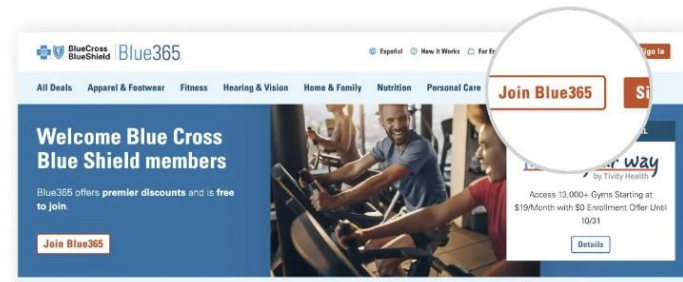 BlueCross
BlueShield
Blue365
Español
How It Works
For
Sign In
All Deals
Apparel & Footwear
Fitness
Hearing & Vision
Home & Family
Nutrition
Personal Care
Join Blue365
Si
Welcome Blue Cross
Blue Shield members
Blue365 offers premier discounts and is free
to join.
Join Blue365
way
by Tivity Health
Access 13,000+ Gyms Starting at
$19/Month with $0 Enrollment Offer Until
10/31
Details